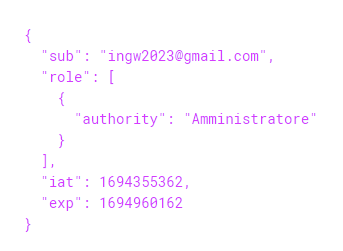 {
  "sub": "ingw2023@gmail.com",
  "role": [
    {
      "authority": "Amministratore"
    }
  ],
  "iat": 1694355362,
  "exp": 1694960162
}